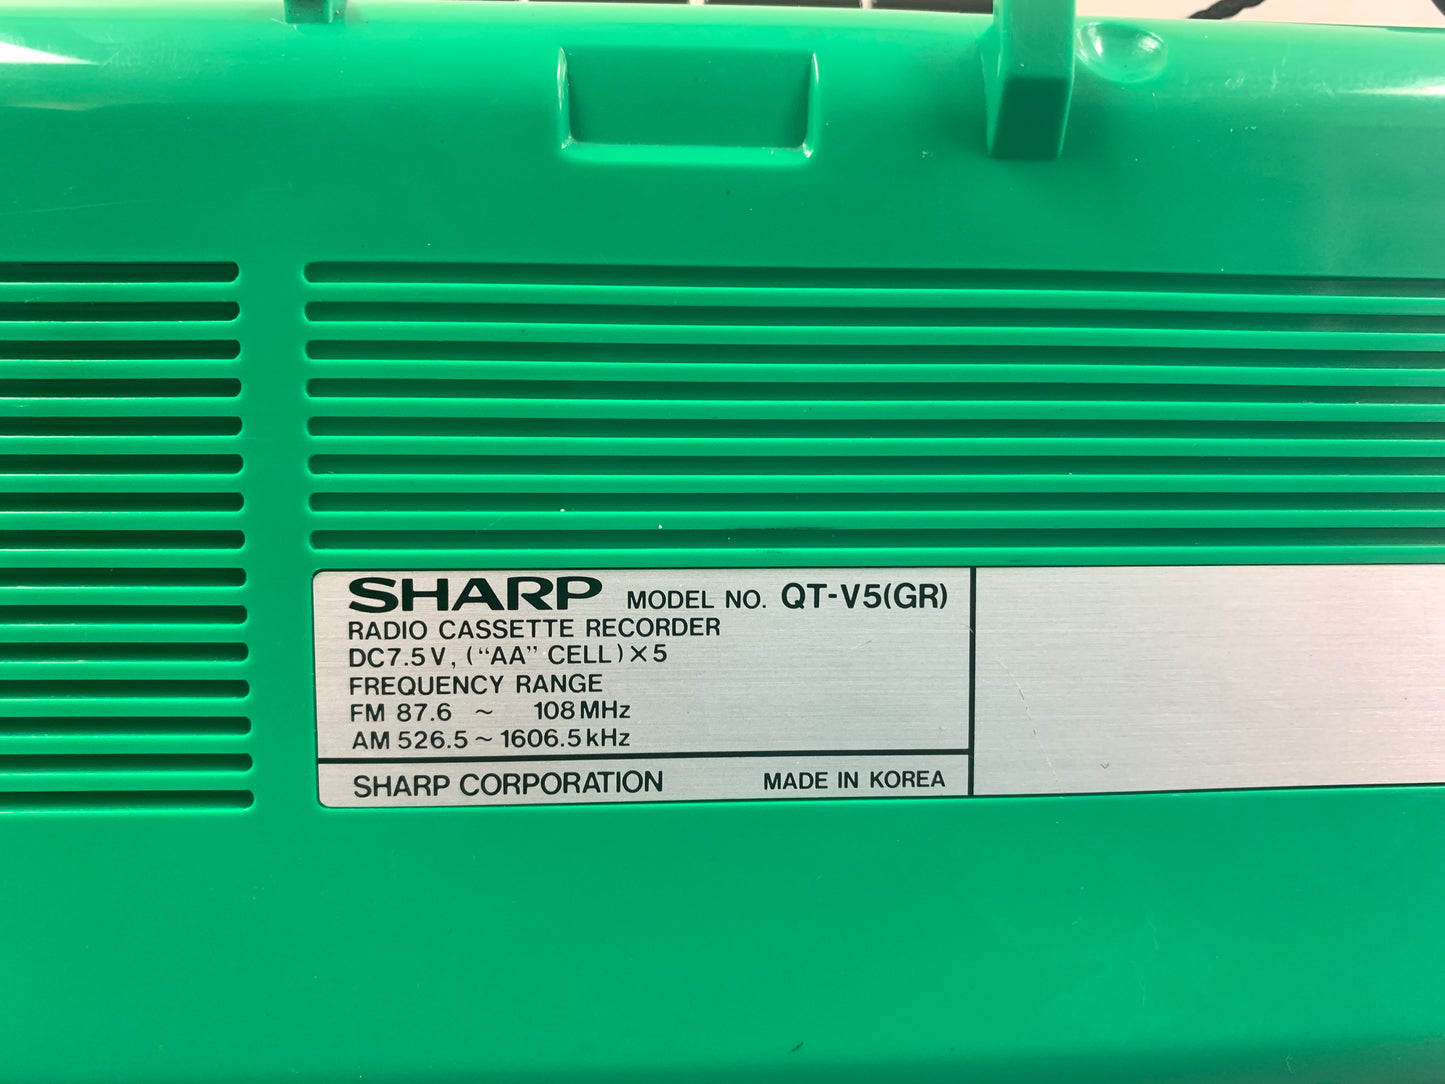 SHARP MODEL NO. QT-V5(GR)
RADIO CASSETTE RECORDER
DC7.5V, (“AA” CELL)×5
FREQUENCY RANGE
FM 87.6 ~ 108MHz
AM 526.5~1606.5kHz
SHARP CORPORATION MADE IN KOREA